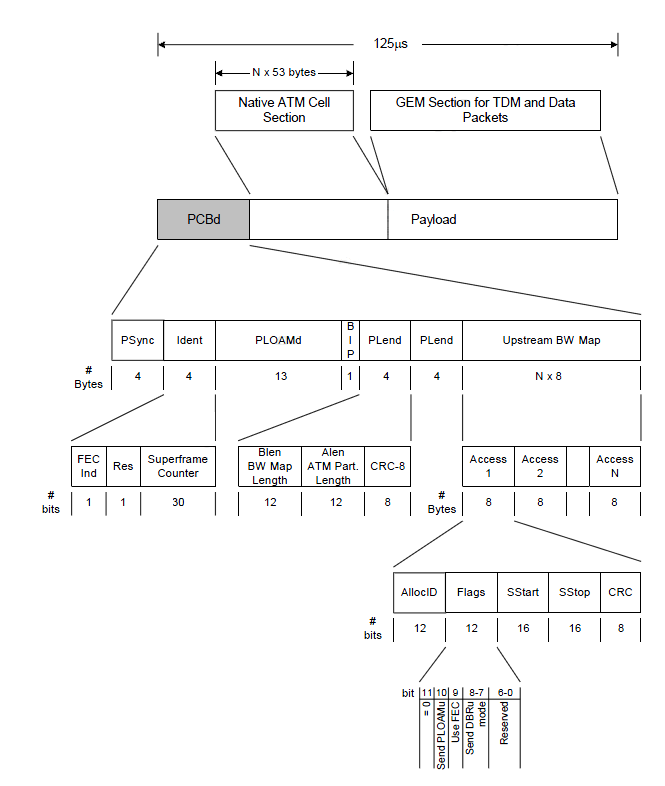 125μs
N x 53 bytes
Native ATM Cell
Section
GEM Section for TDM and Data
Packets
PCBd
Payload
PSync
Ident
PLOAMd
B
I
P
PLend
PLend
Upstream BW Map
#
Bytes
4
4
13
1
4
4
N x 8
FEC
Ind
Res
Superframe
Counter
Blen
BW Map
Length
Alen
ATM Part.
Length
CRC-8
Access
1
Access
2
Access
N
#
bits
1
1
30
12
12
8
#
Bytes
8
8
8
AllocID
Flags
SStart
SStop
CRC
#
bits
12
12
16
16
8
bit
11
10
9
8-7
6-0
= 0
Send PLOAMu
Use FEC
Send DBRu
mode
Reserved